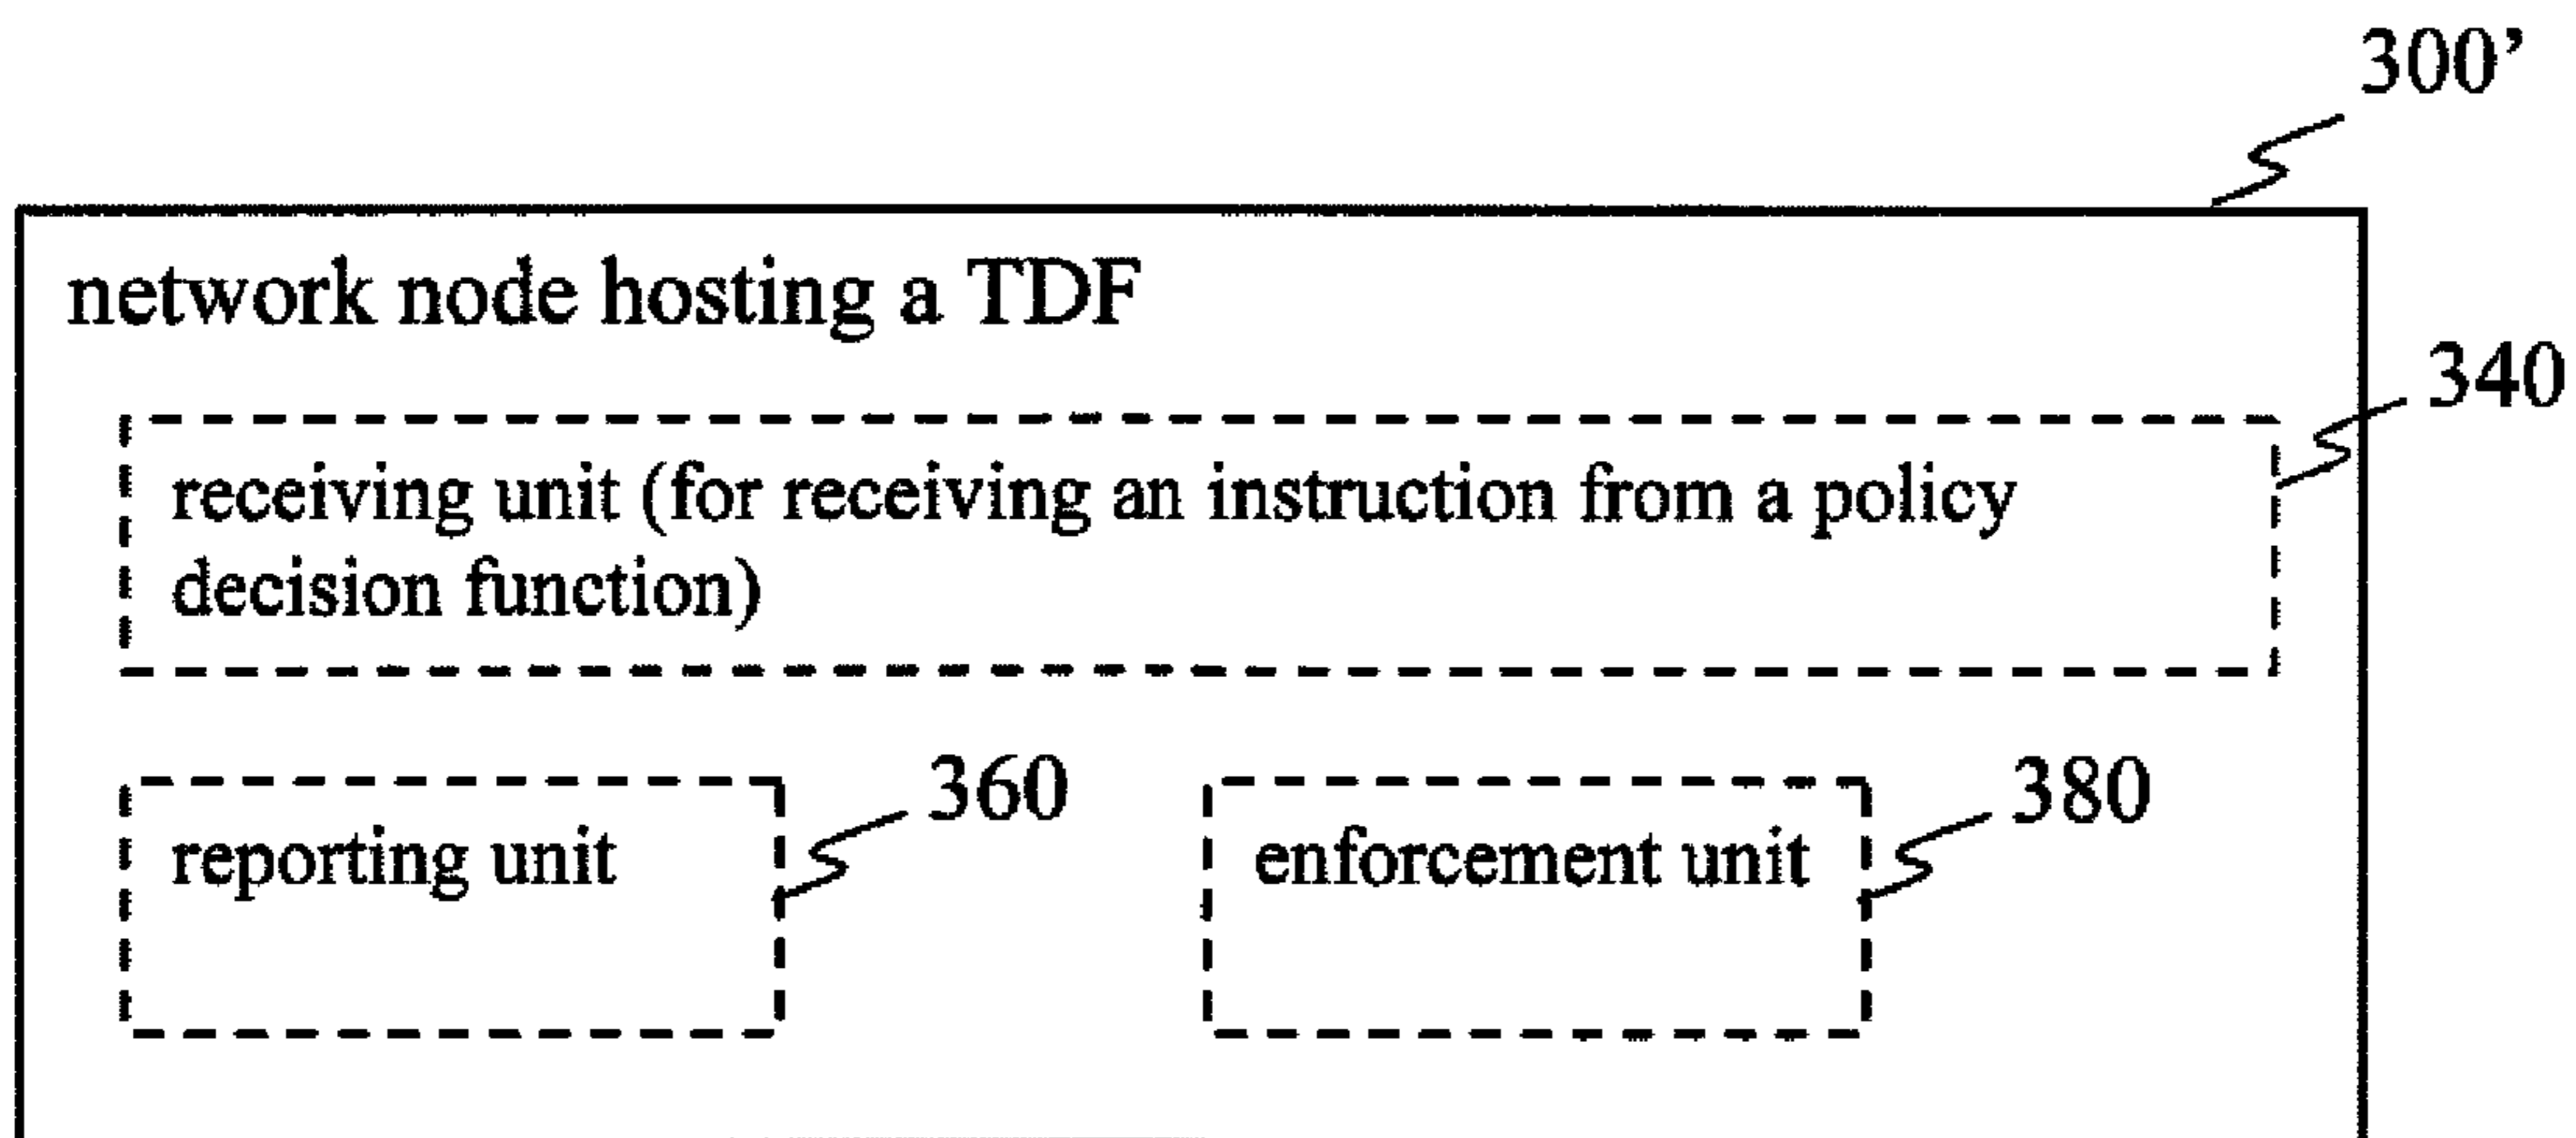 300’
network node hosting a TDF
340
receiving unit (for receiving an instruction from a policy
decision function)
360
380
reporting unit
enforcement unit